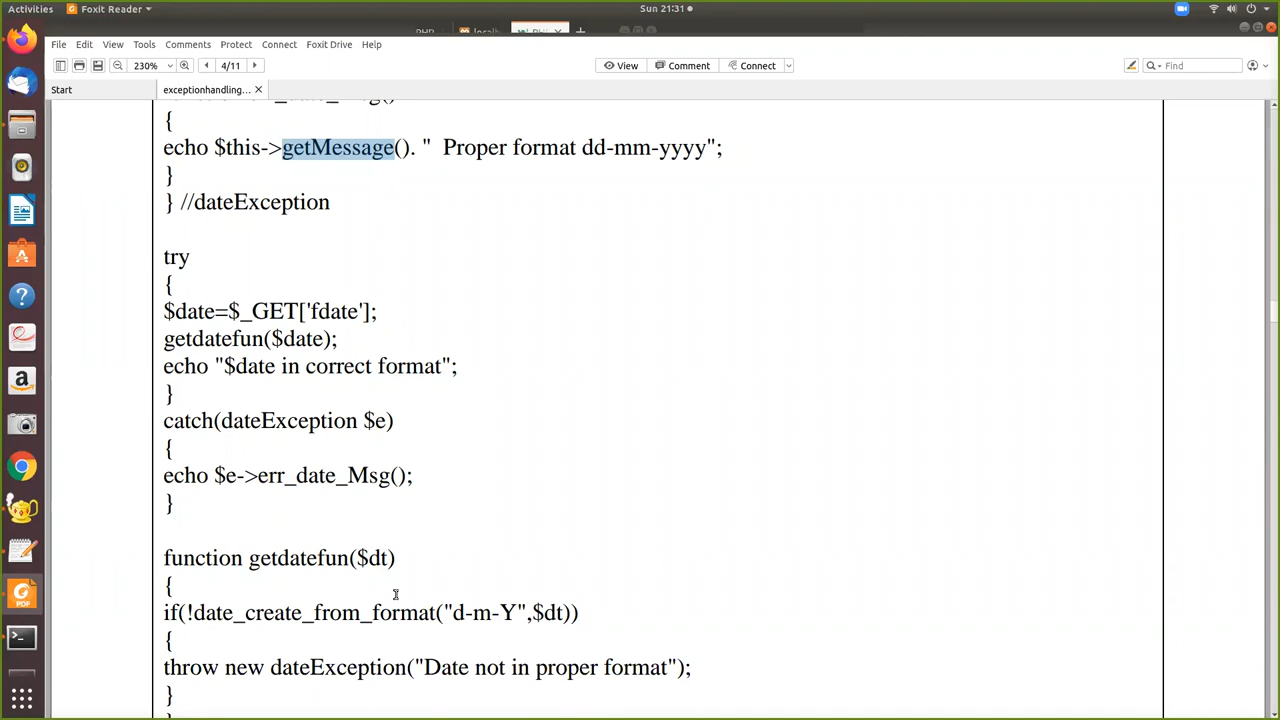 Activities Foxit Reader Sun 21:31
File Edit View Tools Comments Protect Connect Foxit Drive Help
230% 4/11 View Comment Connect Find
Start exceptionhandling...
{
echo $this->getMessage(). "  Proper format dd-mm-yyyy";
}
} //dateException
try
{
$date=$_GET['fdate'];
getdatefun($date);
echo "$date in correct format";
}
catch(dateException $e)
{
echo $e->err_date_Msg();
}
function getdatefun($dt)
{
if(!date_create_from_format("d-m-Y",$dt))
{
throw new dateException("Date not in proper format");
}